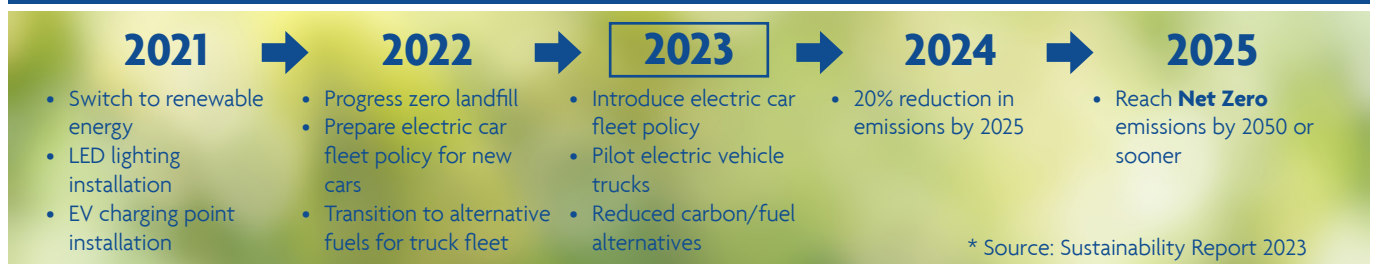 2021
2022
2023
2024
2025
• Switch to renewable
energy
• LED lighting
installation
• EV charging point
installation
• Progress zero landfill
• Prepare electric car
fleet policy for new
cars
• Transition to alternative
fuels for truck fleet
• Introduce electric car
fleet policy
• Pilot electric vehicle
trucks
• Reduced carbon/fuel
alternatives
• 20% reduction in
emissions by 2025
• Reach Net Zero
emissions by 2050 or
sooner
* Source: Sustainability Report 2023